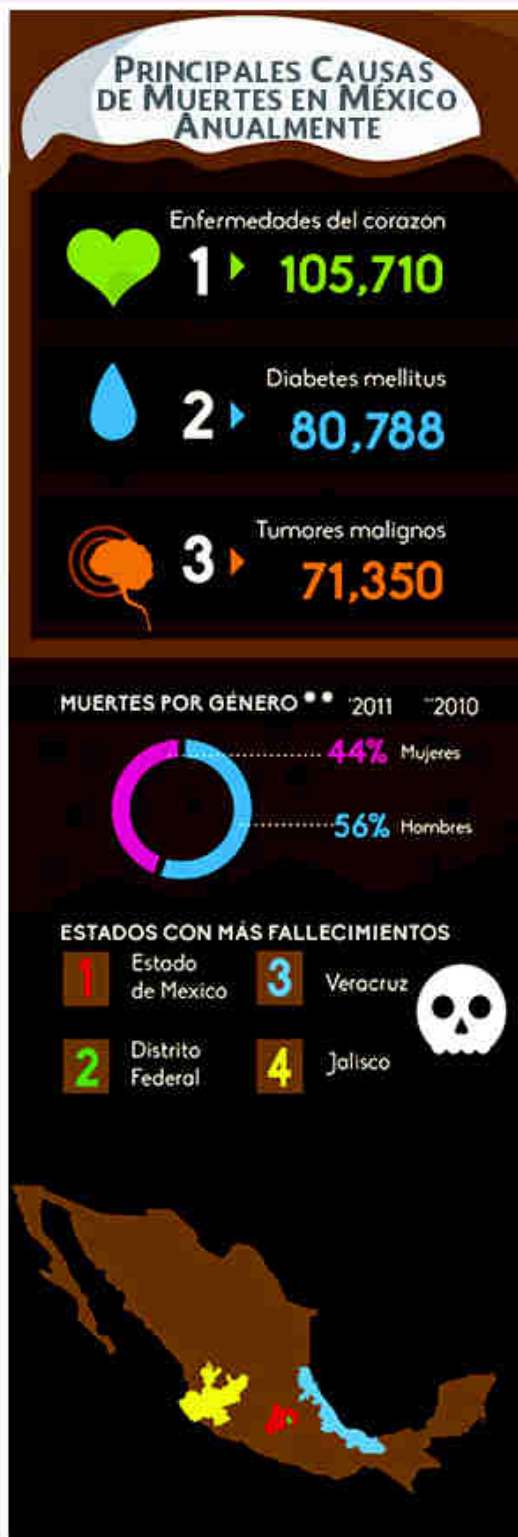 PRINCIPALES CAUSAS
DE MUERTES EN MÉXICO
ANUALMENTE
Enfermedades del corazon
1 105,710
Diabetes mellitus
2 80,788
Tumores malignos
3 71,350
MUERTES POR GÉNERO ** *2011 **2010
44% Mujeres
56% Hombres
ESTADOS CON MÁS FALLECIMIENTOS
1 Estado
de Mexico
3 Veracruz
2 Distrito
Federal
4 Jalisco